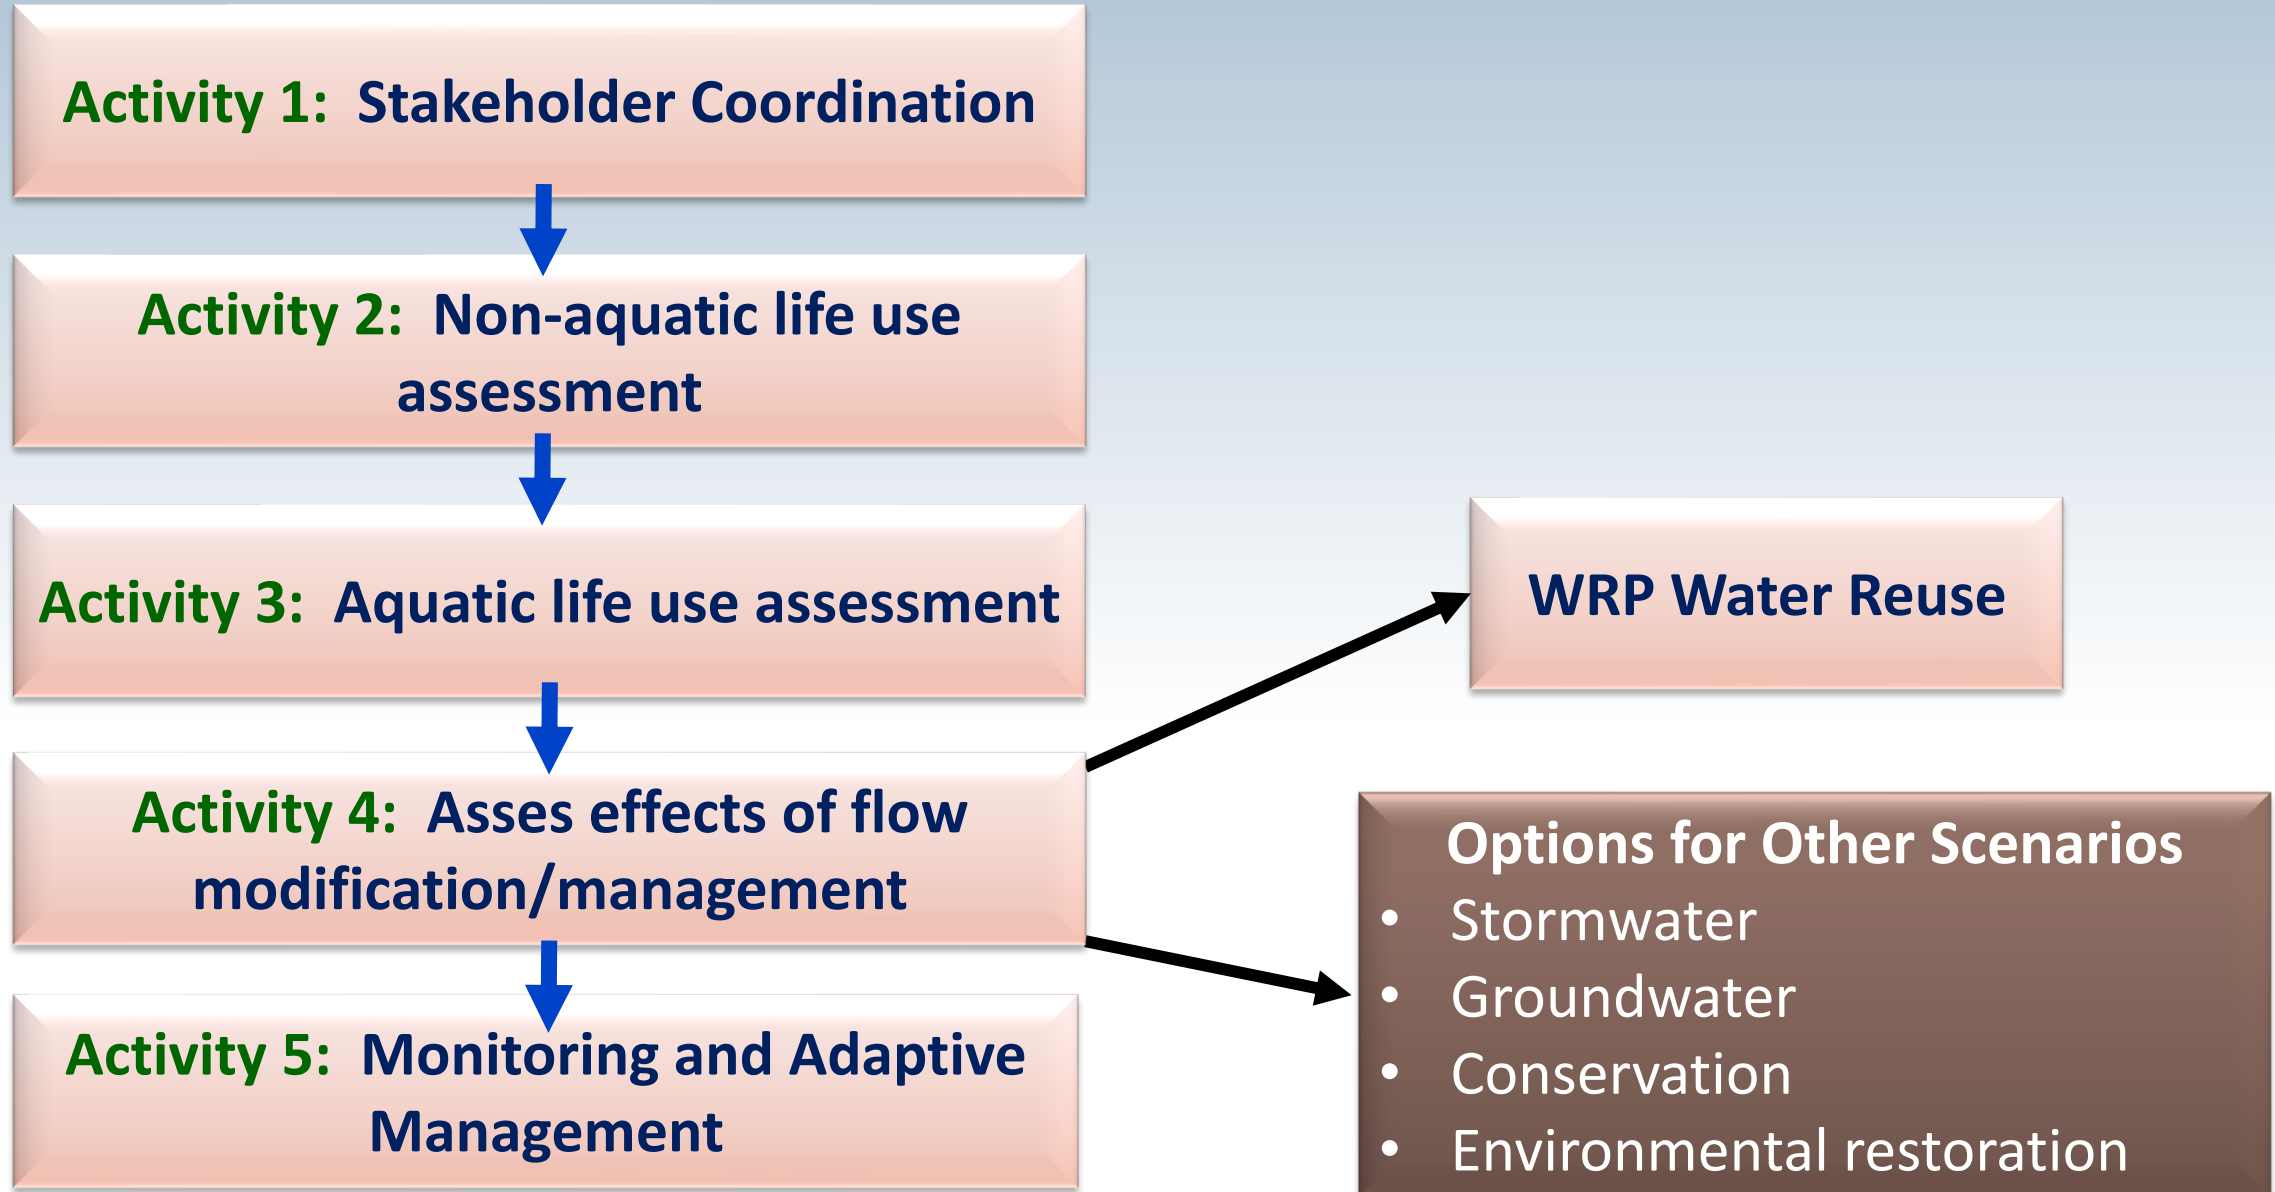 Activity 1: Stakeholder Coordination
Activity 2: Non-aquatic life use
assessment
Activity 3: Aquatic life use assessment
Activity 4: Asses effects of flow
modification/management
Activity 5: Monitoring and Adaptive
Management
WRP Water Reuse
Options for Other Scenarios
• Stormwater
• Groundwater
• Conservation
• Environmental restoration